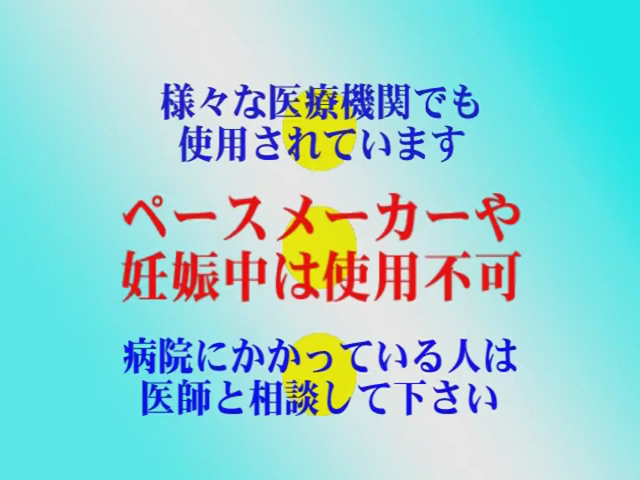 様々な医療機関でも
使用されています
ペースメーカーや
妊娠中は使用不可
病院にかかっている人は
医師と相談して下さい